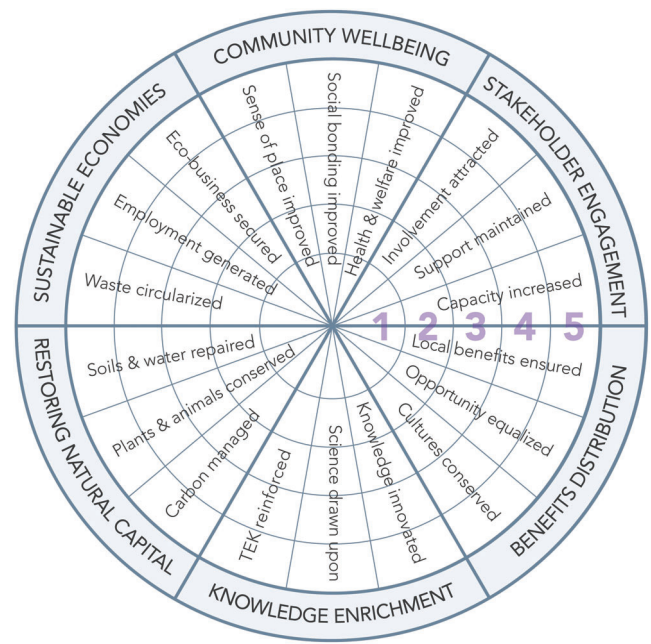 COMMUNITY WELLBEING
Sense of place improved
Social bonding improved
Health & welfare improved
STAKEHOLDER ENGAGEMENT
Involvement attracted
Support maintained
Capacity increased
1 2 3 4 5
BENEFITS DISTRIBUTION
Local benefits ensured
Opportunity equalized
Cultures conserved
KNOWLEDGE ENRICHMENT
Knowledge innovated
Science drawn upon
TEK reinforced
RESTORING NATURAL CAPITAL
Carbon managed
Plants & animals conserved
Soils & water repaired
SUSTAINABLE ECONOMIES
Waste circularized
Employment generated
Eco-business secured